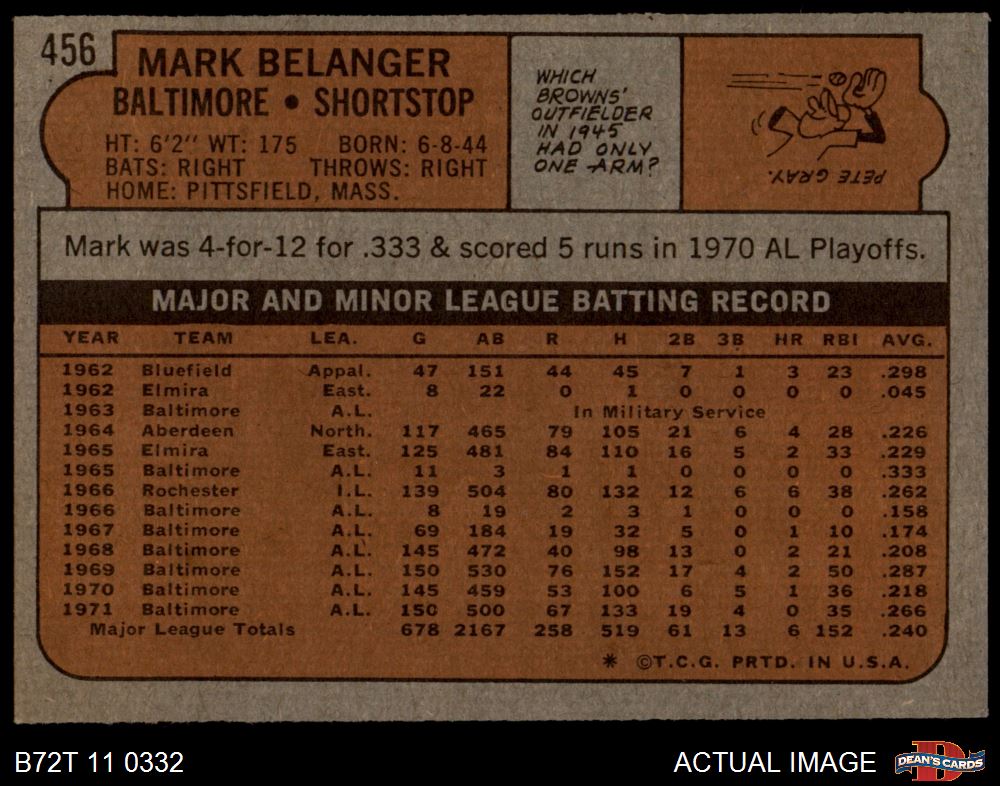 456
MARK BELANGER
BALTIMORE • SHORTSTOP
HT: 6'2" WT: 175 BORN: 6-8-44
BATS: RIGHT THROWS: RIGHT
HOME: PITTSFIELD, MASS.
WHICH
BROWNS'
OUTFIELDER
IN 1945
HAD ONLY
ONE ARM?
PETE GRAY.
Mark was 4-for-12 for .333 & scored 5 runs in 1970 AL Playoffs.
MAJOR AND MINOR LEAGUE BATTING RECORD
YEAR TEAM LEA. G AB R H 2B 3B HR RBI AVG.
1962 Bluefield Appal. 47 151 44 45 7 1 3 23 .298
1962 Elmira East. 8 22 0 1 0 0 0 0 .045
1963 Baltimore A.L. In Military Service
1964 Aberdeen North. 117 465 79 105 21 6 4 28 .226
1965 Elmira East. 125 481 84 110 16 5 2 33 .229
1965 Baltimore A.L. 11 3 1 1 0 0 0 0 .333
1966 Rochester I.L. 139 504 80 132 12 6 6 38 .262
1966 Baltimore A.L. 8 19 2 3 1 0 0 0 .158
1967 Baltimore A.L. 69 184 19 32 5 0 1 10 .174
1968 Baltimore A.L. 145 472 40 98 13 0 2 21 .208
1969 Baltimore A.L. 150 530 76 152 17 4 2 50 .287
1970 Baltimore A.L. 145 459 53 100 6 5 1 36 .218
1971 Baltimore A.L. 150 500 67 133 19 4 0 35 .266
Major League Totals 678 2167 258 519 61 13 6 152 .240
* ©T.C.G. PRTD. IN U.S.A.
B72T 11 0332 ACTUAL IMAGE DEAN'S CARDS